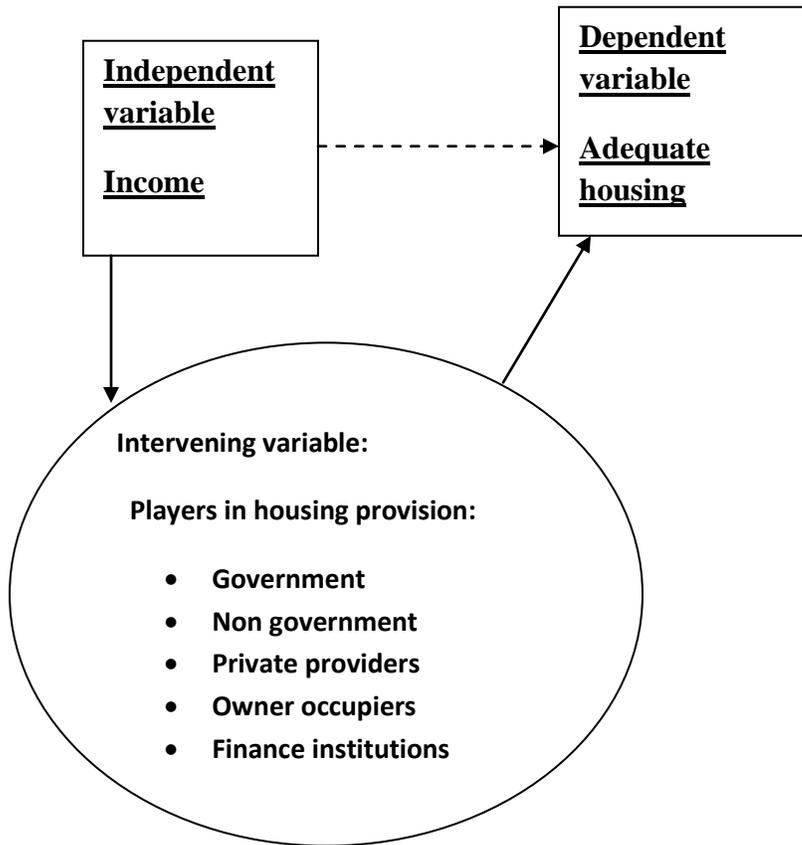 Independent
variable
Income
Dependent
variable
Adequate
housing
Intervening variable:
Players in housing provision:
• Government
• Non government
• Private providers
• Owner occupiers
• Finance institutions